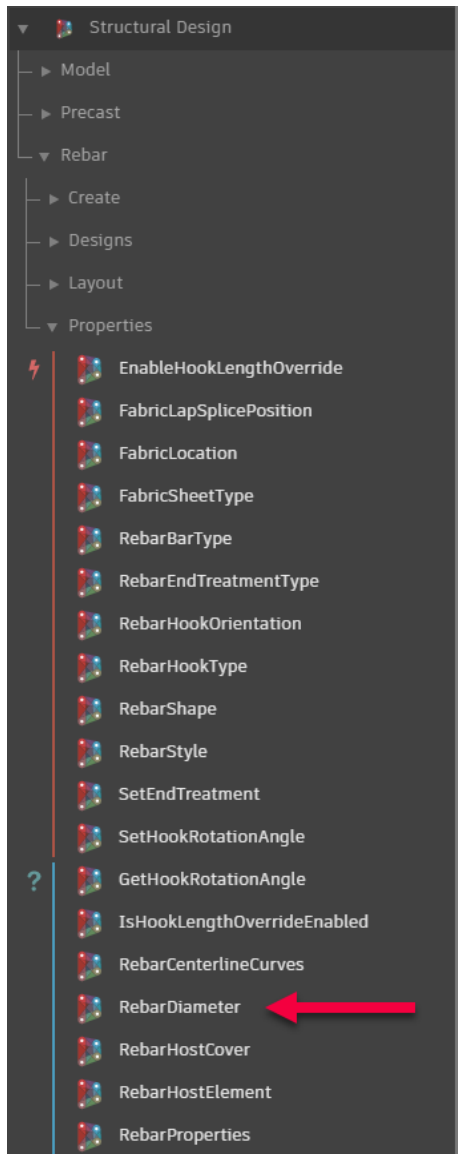 Structural Design
Model
Precast
Rebar
Create
Designs
Layout
Properties
EnableHookLengthOverride
FabricLapSplicePosition
FabricLocation
FabricSheetType
RebarBarType
RebarEndTreatmentType
RebarHookOrientation
RebarHookType
RebarShape
RebarStyle
SetEndTreatment
SetHookRotationAngle
? GetHookRotationAngle
IsHookLengthOverrideEnabled
RebarCenterlineCurves
RebarDiameter
RebarHostCover
RebarHostElement
RebarProperties